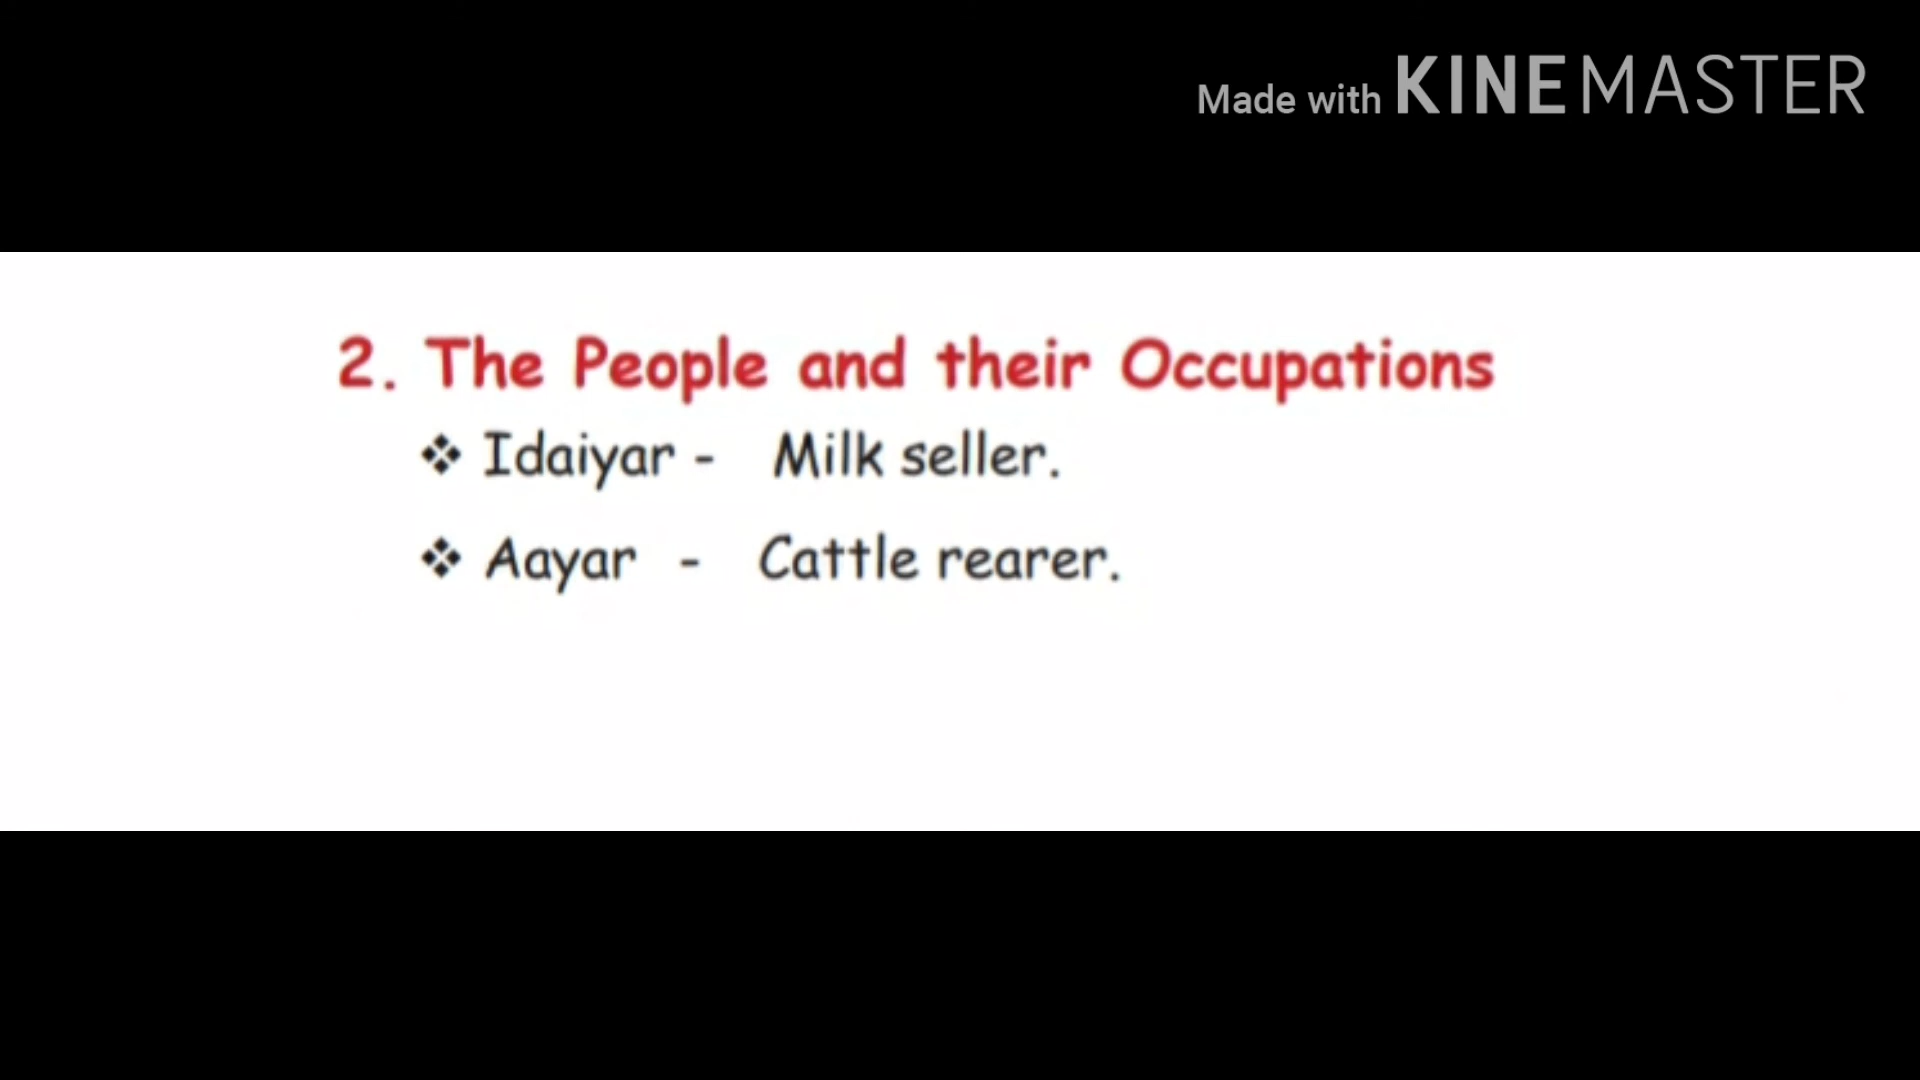 Made with KINEMASTER
2. The People and their Occupations
❖ Idaiyar - Milk seller.
❖ Aayar - Cattle rearer.